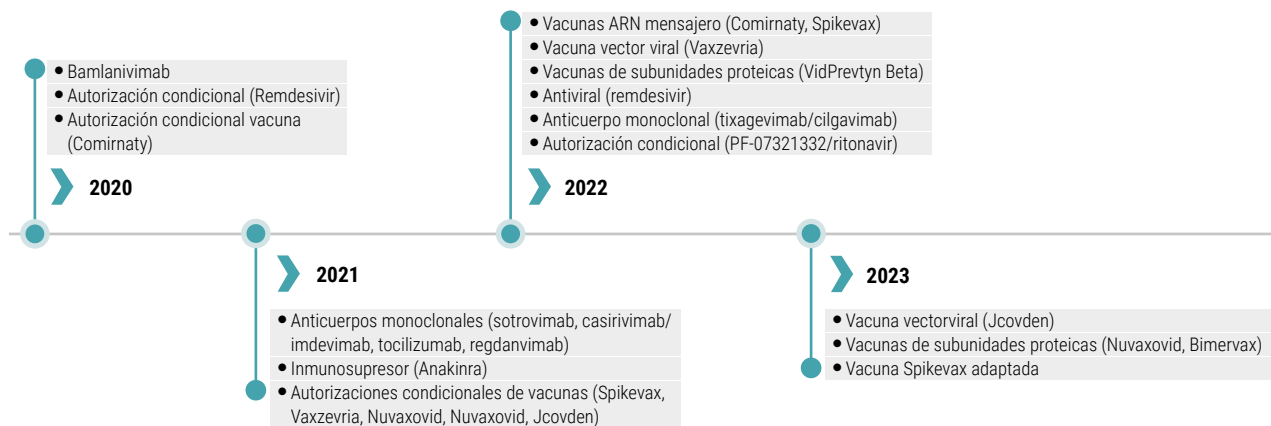 • Bamlanivimab
• Autorización condicional (Remdesivir)
• Autorización condicional vacuna
(Comirnaty)
2020
2021
• Anticuerpos monoclonales (sotrovimab, casirivimab/
imdevimab, tocilizumab, regdanvimab)
• Inmunosupresor (Anakinra)
• Autorizaciones condicionales de vacunas (Spikevax,
Vaxzevria, Nuvaxovid, Nuvaxovid, Jcovden)
• Vacunas ARN mensajero (Comirnaty, Spikevax)
• Vacuna vector viral (Vaxzevria)
• Vacunas de subunidades proteicas (VidPrevtyn Beta)
• Antiviral (remdesivir)
• Anticuerpo monoclonal (tixagevimab/cilgavimab)
• Autorización condicional (PF-07321332/ritonavir)
2022
2023
• Vacuna vectorviral (Jcovden)
• Vacunas de subunidades proteicas (Nuvaxovid, Bimervax)
• Vacuna Spikevax adaptada